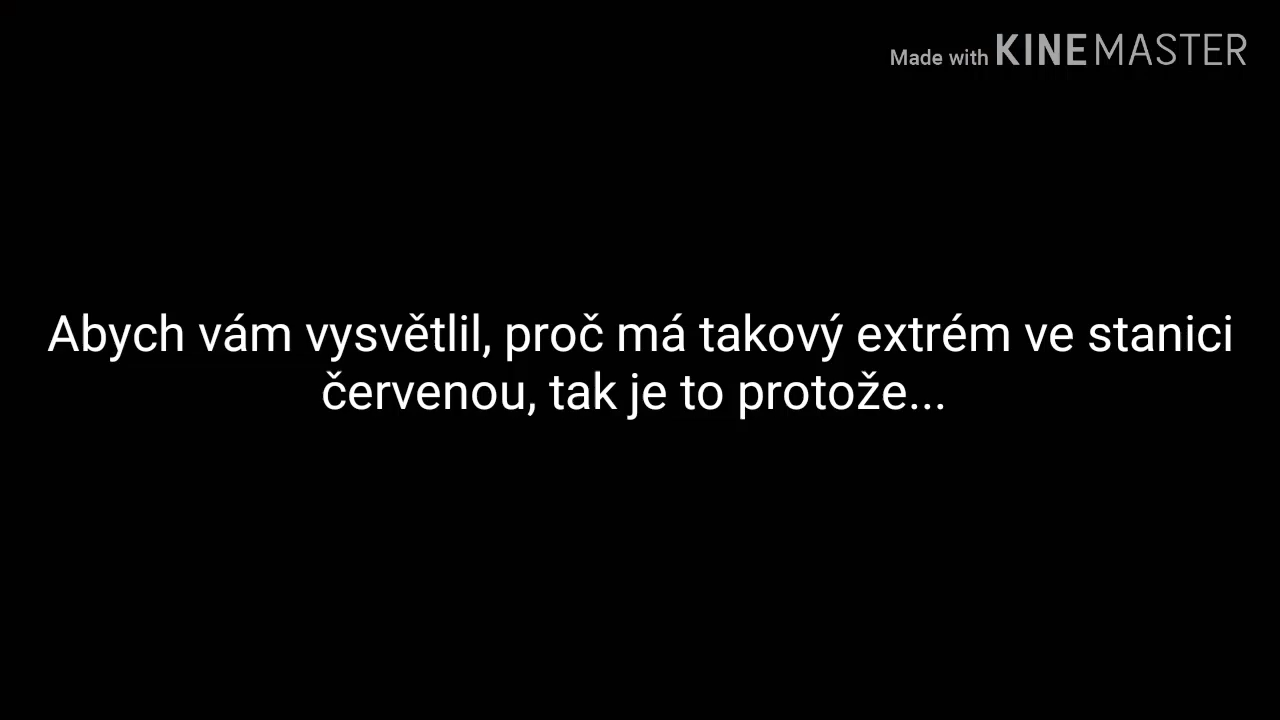 Made with KINEMASTER
Abych vám vysvětlil, proč má takový extrém ve stanici
červenou, tak je to protože...